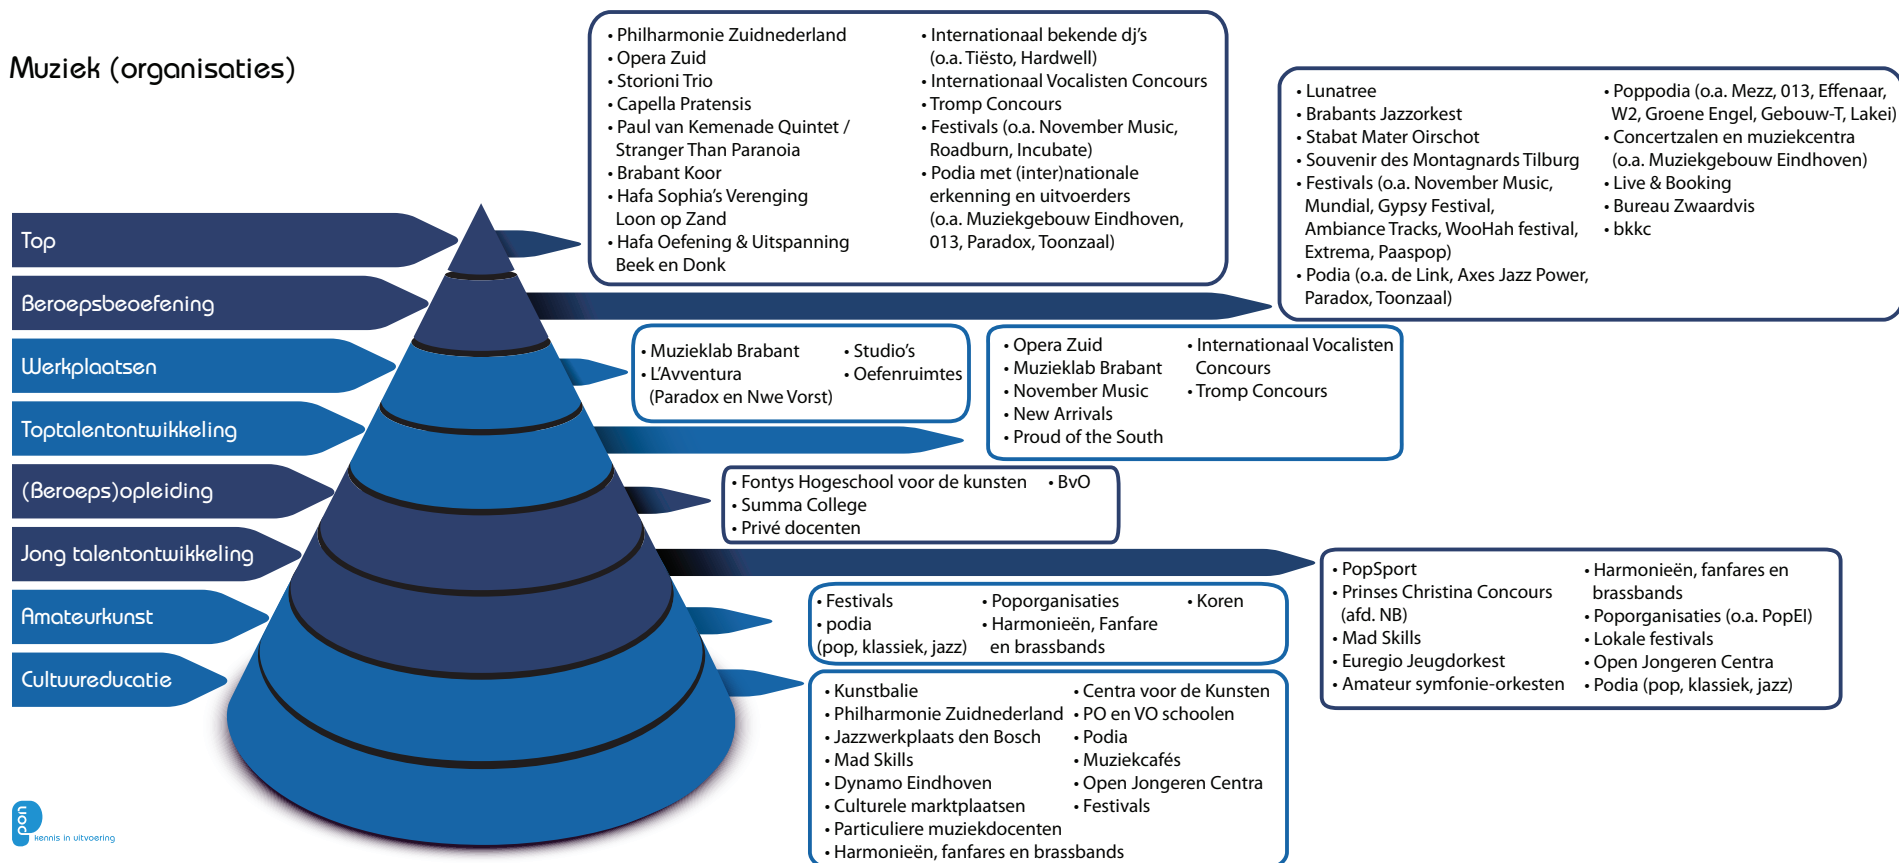 Muziek (organisaties)
• Philharmonie Zuidnederland
• Opera Zuid
• Storioni Trio
• Capella Pratensis
• Paul van Kemenade Quintet /
Stranger Than Paranoia
• Brabant Koor
• Hafa Sophia’s Verenging
Loon op Zand
• Hafa Oefening & Uitspanning
Beek en Donk
• Internationaal bekende dj’s
(o.a. Tiësto, Hardwell)
• Internationaal Vocalisten Concours
• Tromp Concours
• Festivals (o.a. November Music,
Roadburn, Incubate)
• Podia met (inter)nationale
erkenning en uitvoerders
(o.a. Muziekgebouw Eindhoven,
013, Paradox, Toonzaal)
• Lunatree
• Brabants Jazzorkest
• Stabat Mater Oirschot
• Souvenir des Montagnards Tilburg
• Festivals (o.a. November Music,
Mundial, Gypsy Festival,
Ambiance Tracks, WooHah festival,
Extrema, Paaspop)
• Podia (o.a. de Link, Axes Jazz Power,
Paradox, Toonzaal)
• Poppodia (o.a. Mezz, 013, Effenaar,
W2, Groene Engel, Gebouw-T, Lakei)
• Concertzalen en muziekcentra
(o.a. Muziekgebouw Eindhoven)
• Live & Booking
• Bureau Zwaardvis
• bkkc
Top
Beroepsbeoefening
Werkplaatsen
• Muzieklab Brabant
• L’Avventura
(Paradox en Nwe Vorst)
• Studio’s
• Oefenruimtes
• Opera Zuid
• Muzieklab Brabant
• November Music
• New Arrivals
• Proud of the South
• Internationaal Vocalisten
Concours
• Tromp Concours
Toptalentontwikkeling
(Beroeps)opleiding
• Fontys Hogeschool voor de kunsten
• Summa College
• Privé docenten
• BvO
Jong talentontwikkeling
• PopSport
• Prinses Christina Concours
(afd. NB)
• Mad Skills
• Euregio Jeugdorkest
• Amateur symfonie-orkesten
• Harmonieën, fanfares en
brassbands
• Poporganisaties (o.a. PopEI)
• Lokale festivals
• Open Jongeren Centra
• Podia (pop, klassiek, jazz)
Amateurkunst
• Festivals
• podia
(pop, klassiek, jazz)
• Poporganisaties
• Harmonieën, Fanfare
en brassbands
• Koren
Cultuureducatie
• Kunstbalie
• Philharmonie Zuidnederland
• Jazzwerkplaats den Bosch
• Mad Skills
• Dynamo Eindhoven
• Culturele marktplaatsen
• Particuliere muziekdocenten
• Harmonieën, fanfares en brassbands
• Centra voor de Kunsten
• PO en VO schoolen
• Podia
• Muziekcafés
• Open Jongeren Centra
• Festivals
pon
kennis in uitvoering